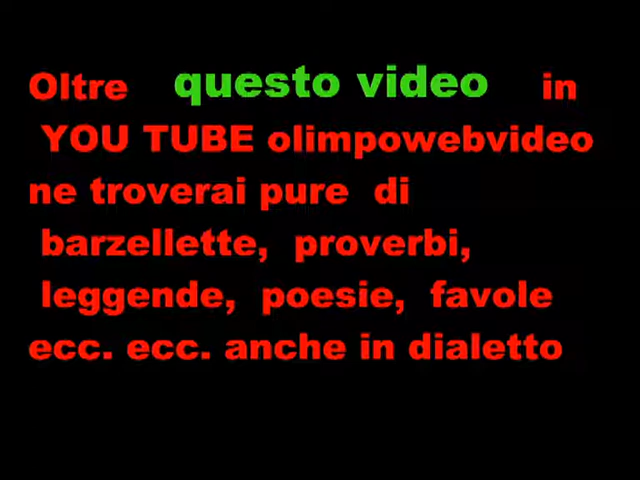 Oltre questo video in
YOU TUBE olimpowebvideo
ne troverai pure di
barzellette, proverbi,
leggende, poesie, favole
ecc. ecc. anche in dialetto